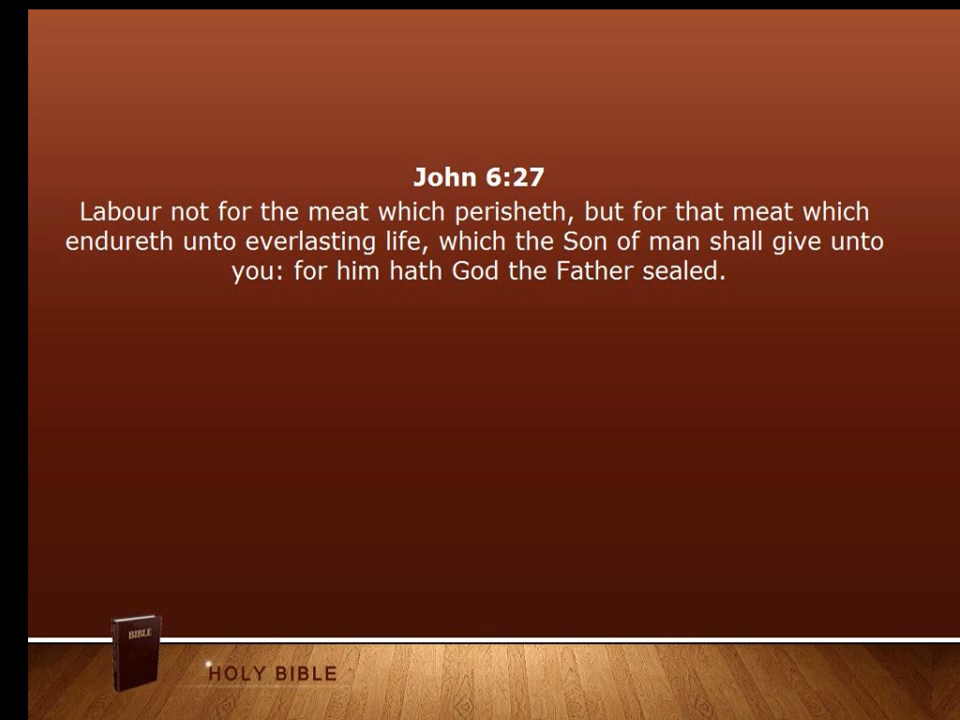 John 6:27
Labour not for the meat which perisheth, but for that meat which
endureth unto everlasting life, which the Son of man shall give unto
you: for him hath God the Father sealed.
BIBLE
HOLY BIBLE